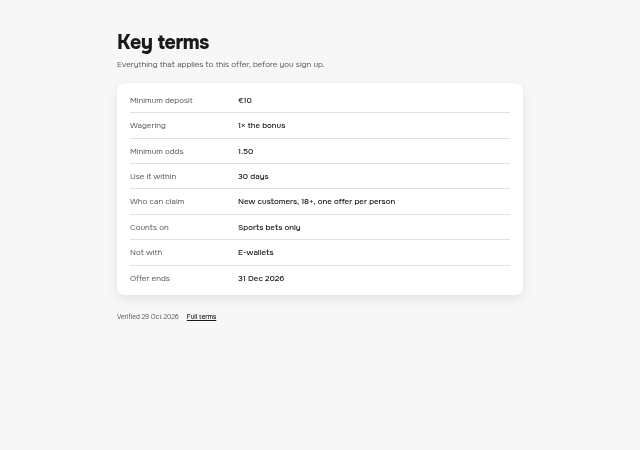 Key terms
Everything that applies to this offer, before you sign up.
Minimum deposit €10
Wagering 1× the bonus
Minimum odds 1.50
Use it within 30 days
Who can claim New customers, 18+, one offer per person
Counts on Sports bets only
Not with E-wallets
Offer ends 31 Dec 2026
Verified 29 Oct 2026 Full terms